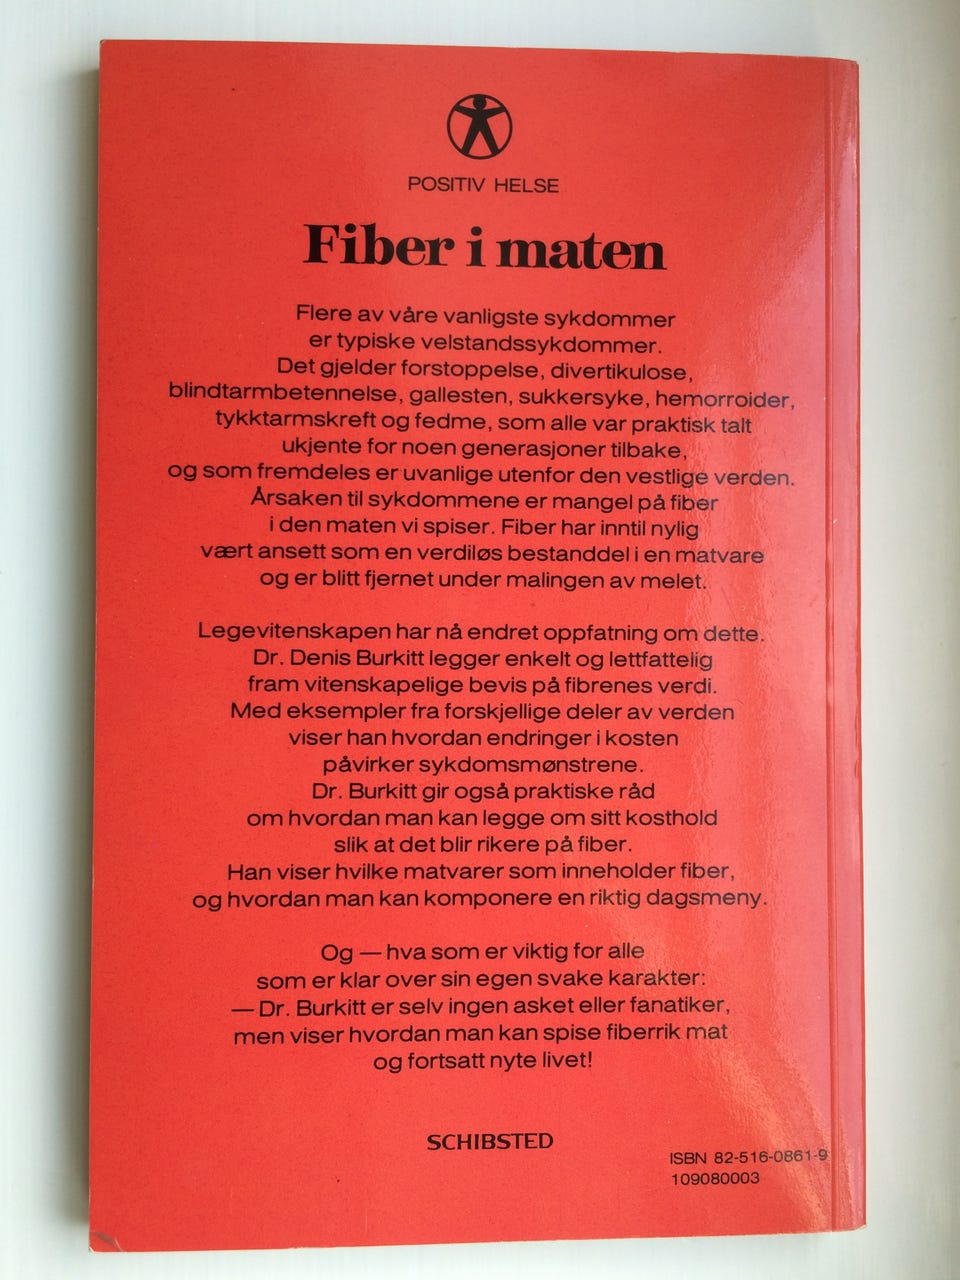 POSITIV HELSE
Fiber i maten
Flere av våre vanligste sykdommer
er typiske velstandssykdommer.
Det gjelder forstoppelse, divertikulose,
blindtarmbetennelse, gallesten, sukkersyke, hemorroider,
tykktarmskreft og fedme, som alle var praktisk talt
ukjente for noen generasjoner tilbake,
og som fremdeles er uvanlige utenfor den vestlige verden.
Årsaken til sykdommene er mangel på fiber
i den maten vi spiser. Fiber har inntil nylig
vært ansett som en verdiløs bestanddel i en matvare
og er blitt fjernet under malingen av melet.
Legevitenskapen har nå endret oppfatning om dette.
Dr. Denis Burkitt legger enkelt og lettfattelig
fram vitenskapelige bevis på fibrenes verdi.
Med eksempler fra forskjellige deler av verden
viser han hvordan endringer i kosten
påvirker sykdomsmønstrene.
Dr. Burkitt gir også praktiske råd
om hvordan man kan legge om sitt kosthold
slik at det blir rikere på fiber.
Han viser hvilke matvarer som inneholder fiber,
og hvordan man kan komponere en riktig dagsmeny.
Og — hva som er viktig for alle
som er klar over sin egen svake karakter:
— Dr. Burkitt er selv ingen asket eller fanatiker,
men viser hvordan man kan spise fiberrik mat
og fortsatt nyte livet!
SCHIBSTED
ISBN 82-516-0861-9
109080003